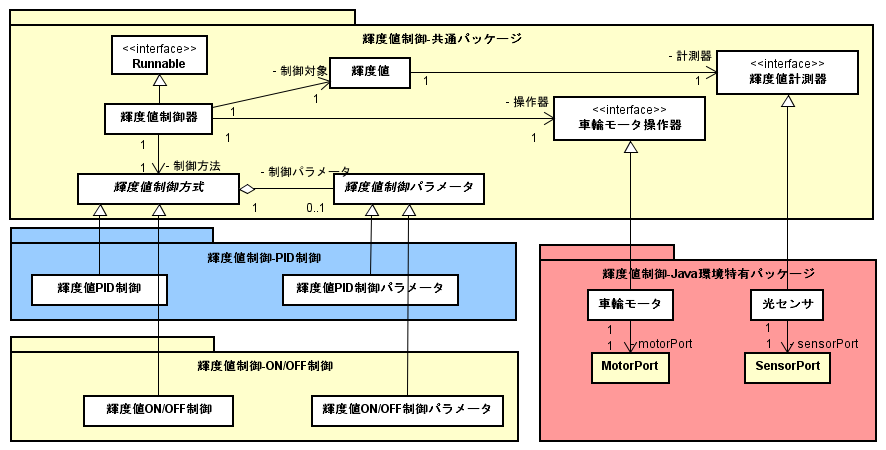 輝度値制御-共通パッケージ
<<interface>>
Runnable
- 制御対象
輝度値
1
1
- 計測器
1
1
<<interface>>
輝度値計測器
輝度値制御器
1
- 操作器
1
<<interface>>
車輪モータ操作器
1
1
- 制御方法
輝度値制御方式
- 制御パラメータ
1
0..1
輝度値制御パラメータ
輝度値制御-PID制御
輝度値PID制御
輝度値PID制御パラメータ
輝度値制御-Java環境特有パッケージ
車輪モータ
光センサ
1
1
- motorPort
1
1
- sensorPort
MotorPort
SensorPort
輝度値制御-ON/OFF制御
輝度値ON/OFF制御
輝度値ON/OFF制御パラメータ